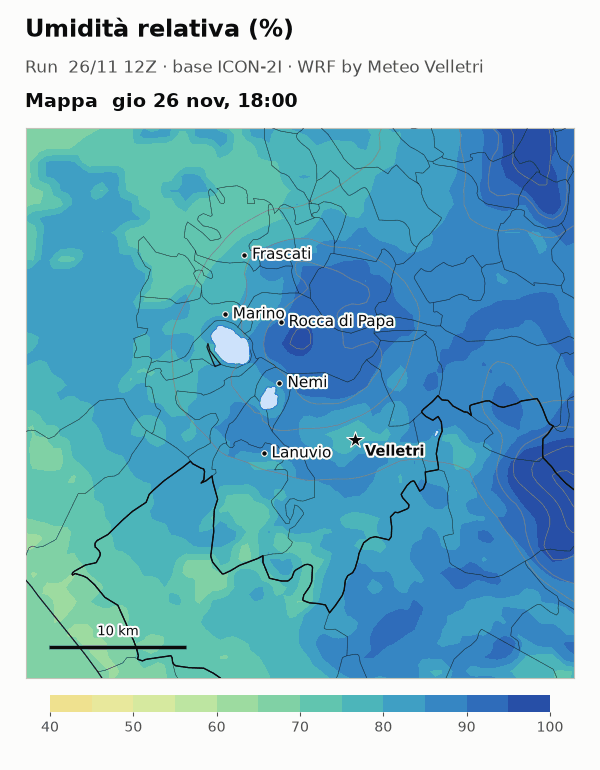 Umidità relativa (%)
Run  26/11 12Z · base ICON-2I · WRF by Meteo Velletri
Mappa  gio 26 nov, 18:00
Frascati
Marino
Rocca di Papa
Nemi
Velletri
Lanuvio
10 km
40 50 60 70 80 90 100